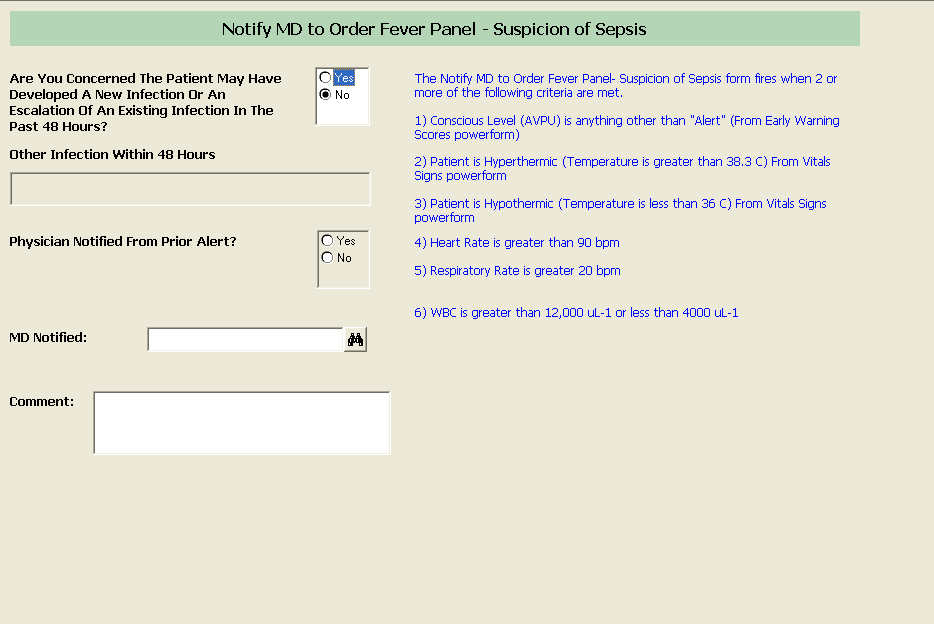 Notify MD to Order Fever Panel - Suspicion of Sepsis
Are You Concerned The Patient May Have
Developed A New Infection Or An
Escalation Of An Existing Infection In The
Past 48 Hours?
Yes
No
Other Infection Within 48 Hours
Physician Notified From Prior Alert?
Yes
No
MD Notified:
Comment:
The Notify MD to Order Fever Panel- Suspicion of Sepsis form fires when 2 or
more of the following criteria are met.
1) Conscious Level (AVPU) is anything other than "Alert" (From Early Warning
Scores powerform)
2) Patient is Hyperthermic (Temperature is greater than 38.3 C) From Vitals
Signs powerform
3) Patient is Hypothermic (Temperature is less than 36 C) From Vitals Signs
powerform
4) Heart Rate is greater than 90 bpm
5) Respiratory Rate is greater 20 bpm
6) WBC is greater than 12,000 uL-1 or less than 4000 uL-1